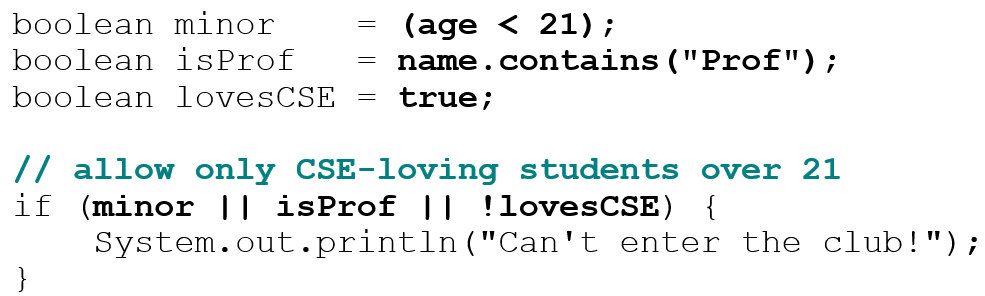 boolean minor    = (age < 21);
boolean isProf   = name.contains("Prof");
boolean lovesCSE = true;

// allow only CSE-loving students over 21
if (minor || isProf || !lovesCSE) {
    System.out.println("Can't enter the club!");
}